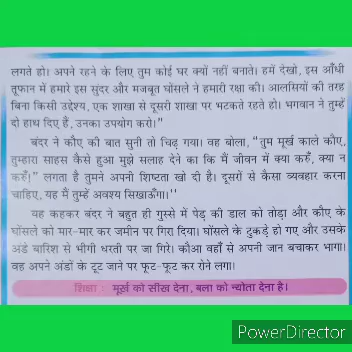 लगते हो। अपने रहने के लिए तुम कोई घर क्यों नहीं बनाते। हमें देखो, इस आँधी
तूफान में हमारे इस सुंदर और मजबूत घोंसले ने हमारी रक्षा की। आलसियों की तरह
बिना किसी उद्देश्य, एक शाखा से दूसरी शाखा पर भटकते रहते हो। भगवान ने तुम्हें
दो हाथ दिए हैं, उनका उपयोग करो।"
बंदर ने कौए की बात सुनी तो चिढ़ गया। वह बोला, "तुम मूर्ख काले कौए,
तुम्हारा साहस कैसे हुआ मुझे सलाह देने का कि मैं जीवन में क्या करुँ, क्या न
करुँ!" लगता है तुमने अपनी शिष्टता खो दी है। दूसरों से कैसा व्यवहार करना
चाहिए, यह मैं तुम्हें अवश्य सिखाऊँगा।।''
यह कहकर बंदर ने बहुत ही गुस्से में पेड़ की डाल को तोड़ा और कौए के
घोंसले को मार-मार कर जमीन पर गिरा दिया। घोंसले के टुकड़े हो गए और उसके
अंडे बारिश से भीगी धरती पर जा गिरे। कौआ वहाँ से अपनी जान बचाकर भागा।
वह अपने अंडों के टूट जाने पर फूट-फूट कर रोने लगा।
शिक्षा : मूर्ख को सीख देना, बला को न्योता देना है।
PowerDirector